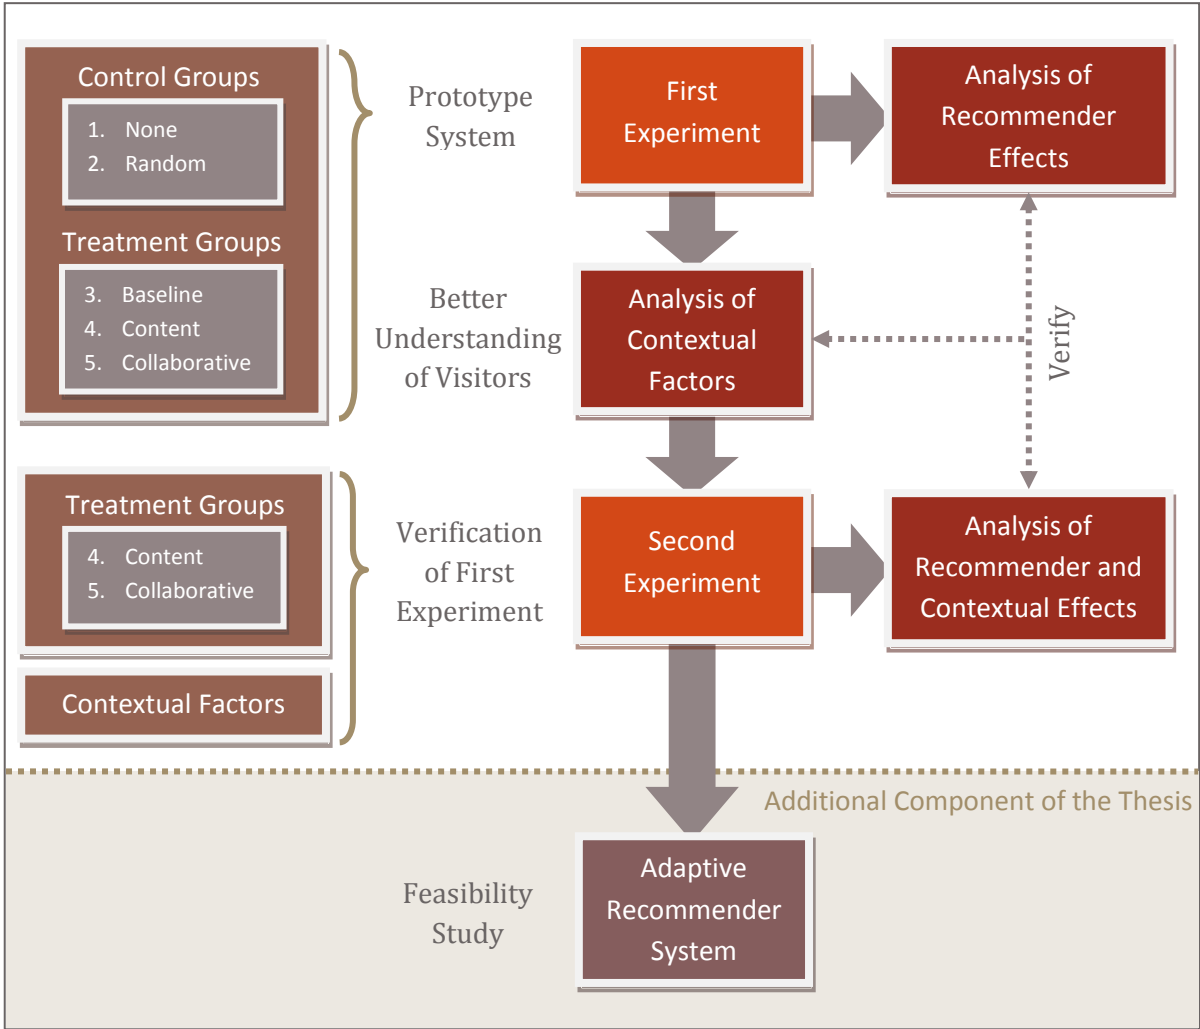 Control Groups
1. None
2. Random
Treatment Groups
3. Baseline
4. Content
5. Collaborative
Prototype
System
First
Experiment
Analysis of
Recommender
Effects
Better
Understanding
of Visitors
Analysis of
Contextual
Factors
Verify
Treatment Groups
4. Content
5. Collaborative
Contextual Factors
Verification
of First
Experiment
Second
Experiment
Analysis of
Recommender and
Contextual Effects
Additional Component of the Thesis
Feasibility
Study
Adaptive
Recommender
System